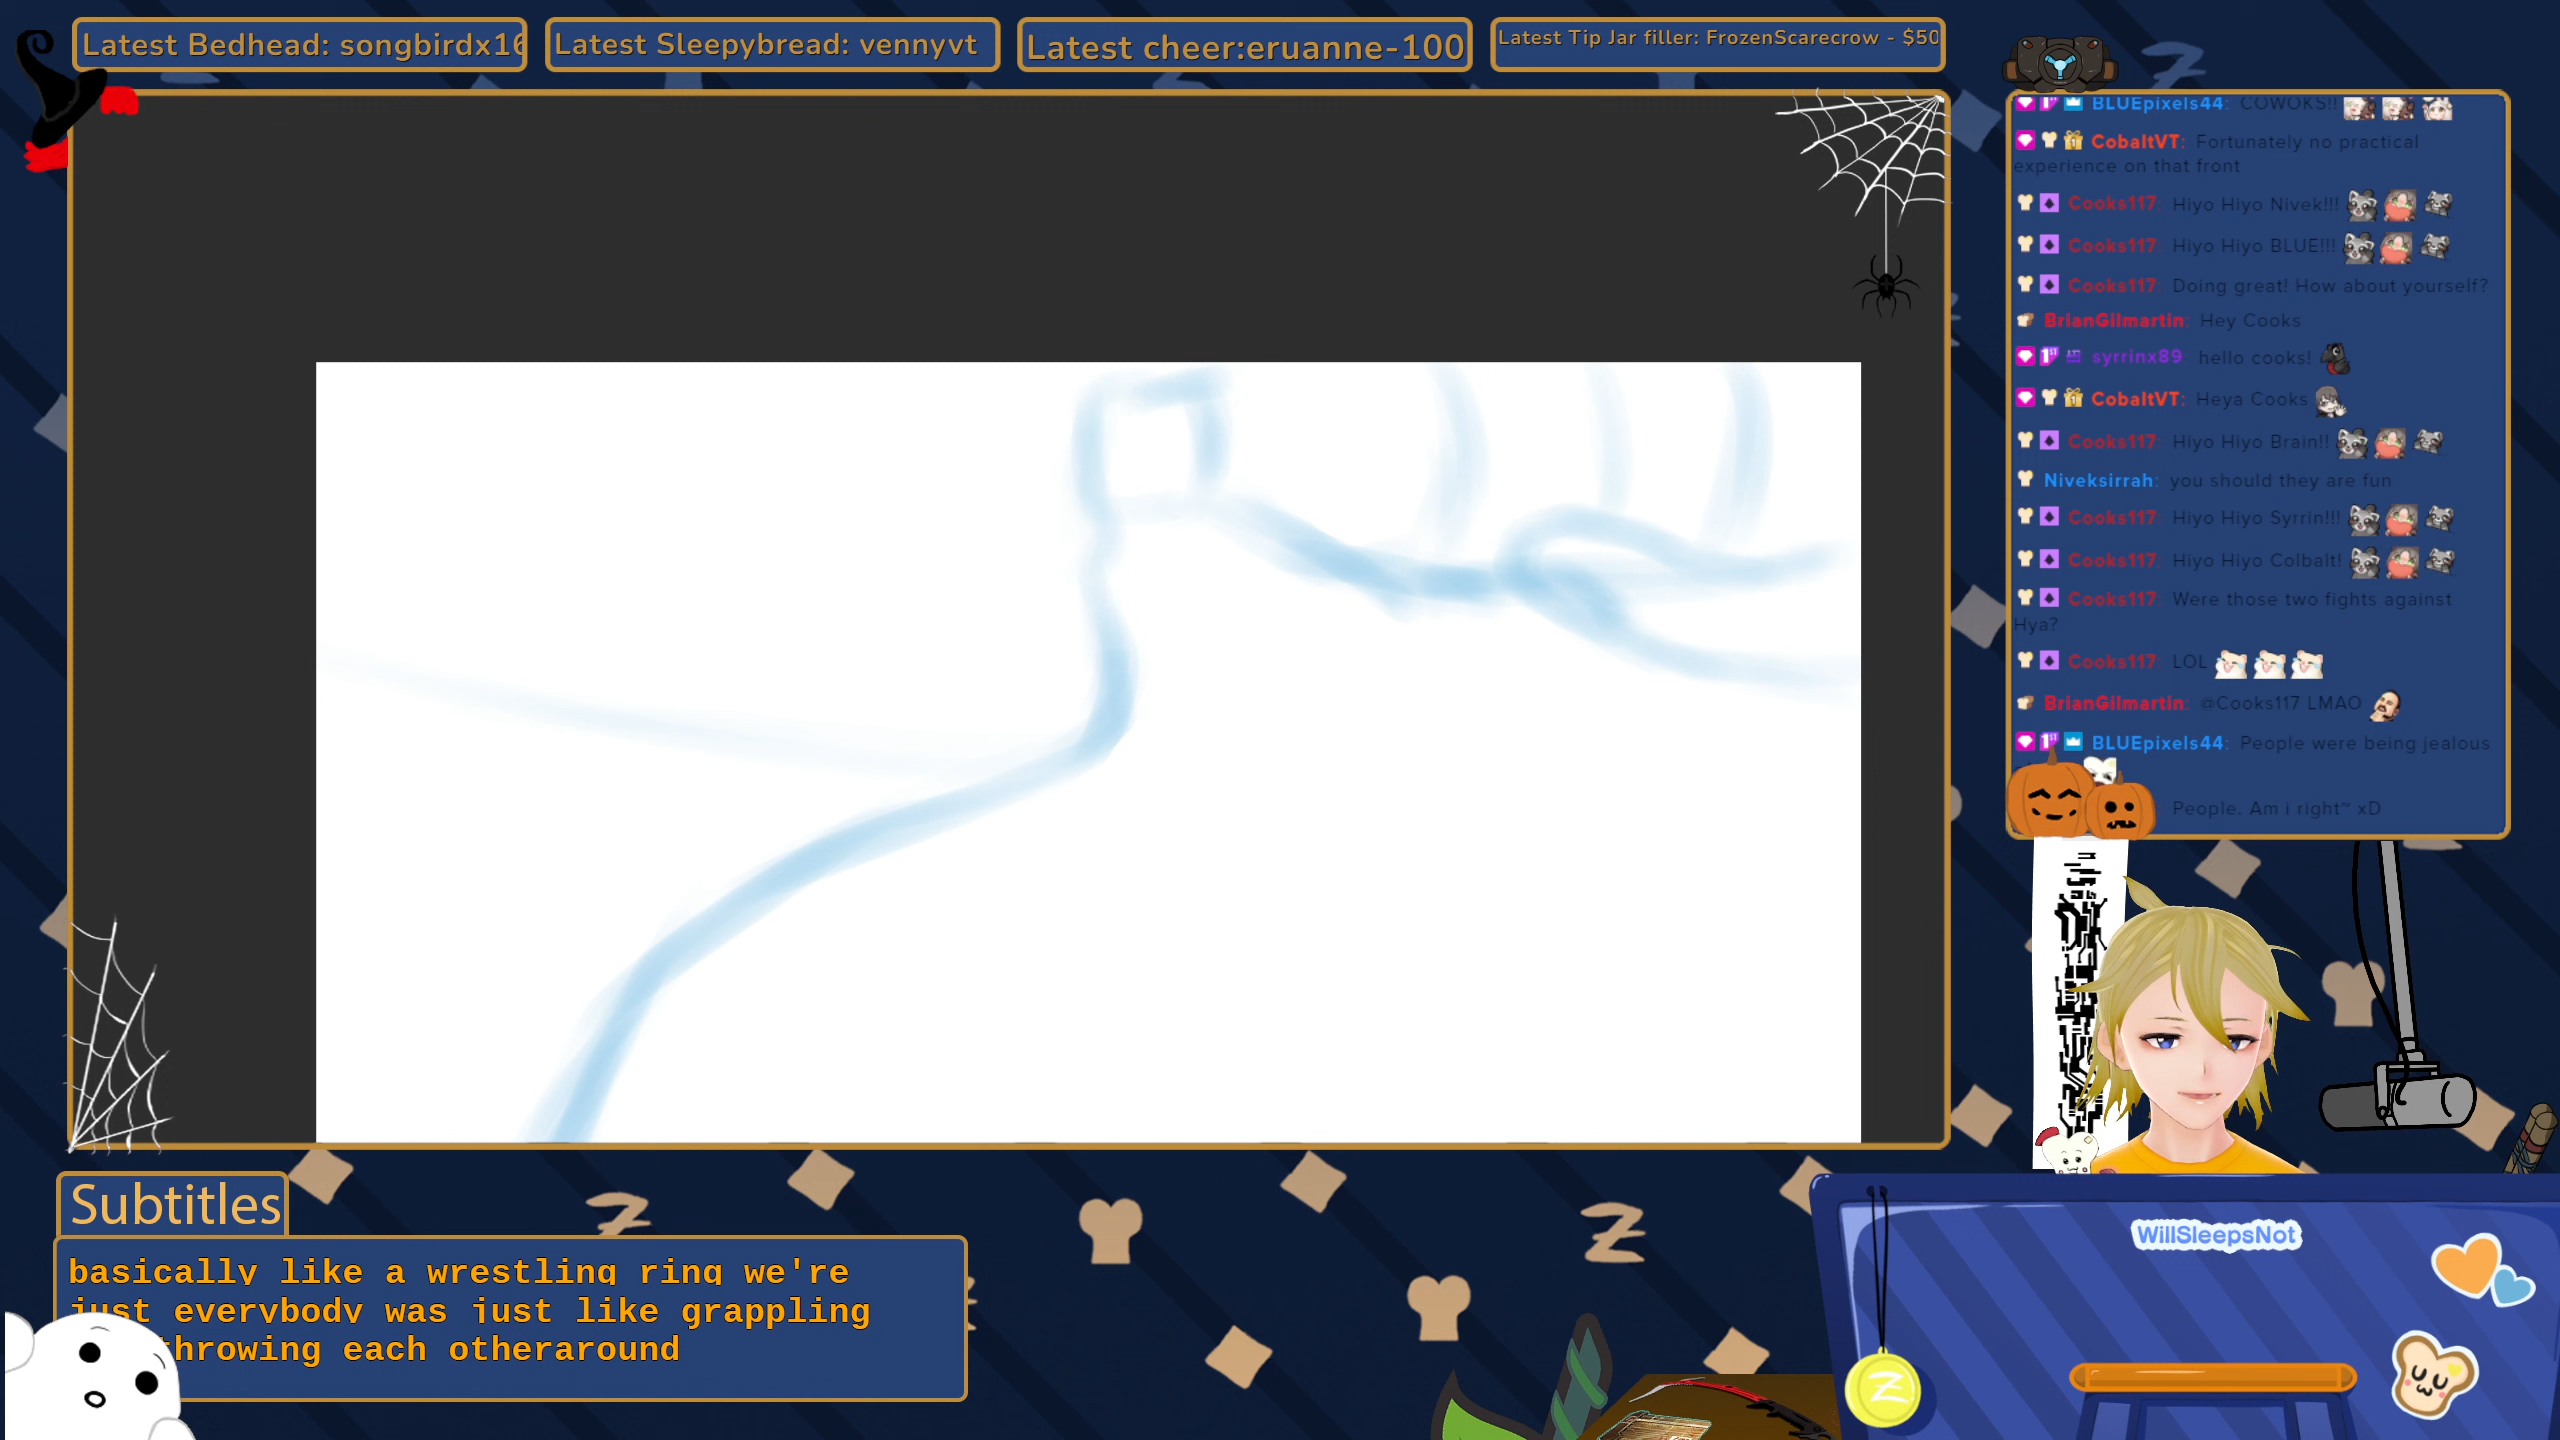 Latest Bedhead: songbirdx16
Latest Sleepybread: vennyvt
Latest cheer:eruanne-100
Latest Tip Jar filler: FrozenScarecrow - $50
BLUEpixels44: COWOKS!!
CobaltVT: Fortunately no practical
experience on that front
Cooks117: Hiyo Hiyo Nivek!!!
Cooks117: Hiyo Hiyo BLUE!!!
Cooks117: Doing great! How about yourself?
BrianGilmartin: Hey Cooks
syrrinx89: hello cooks!
CobaltVT: Heya Cooks
Cooks117: Hiyo Hiyo Brain!!
Niveksirrah: you should they are fun
Cooks117: Hiyo Hiyo Syrrin!!!
Cooks117: Hiyo Hiyo Colbalt!
Cooks117: Were those two fights against
Hya?
Cooks117: LOL
BrianGilmartin: @Cooks117 LMAO
BLUEpixels44: People were being jealous
People. Am i right~ xD
Subtitles
basically like a wrestling ring we're
just everybody was just like grappling
throwing each otheraround
WillSleepsNot
Z